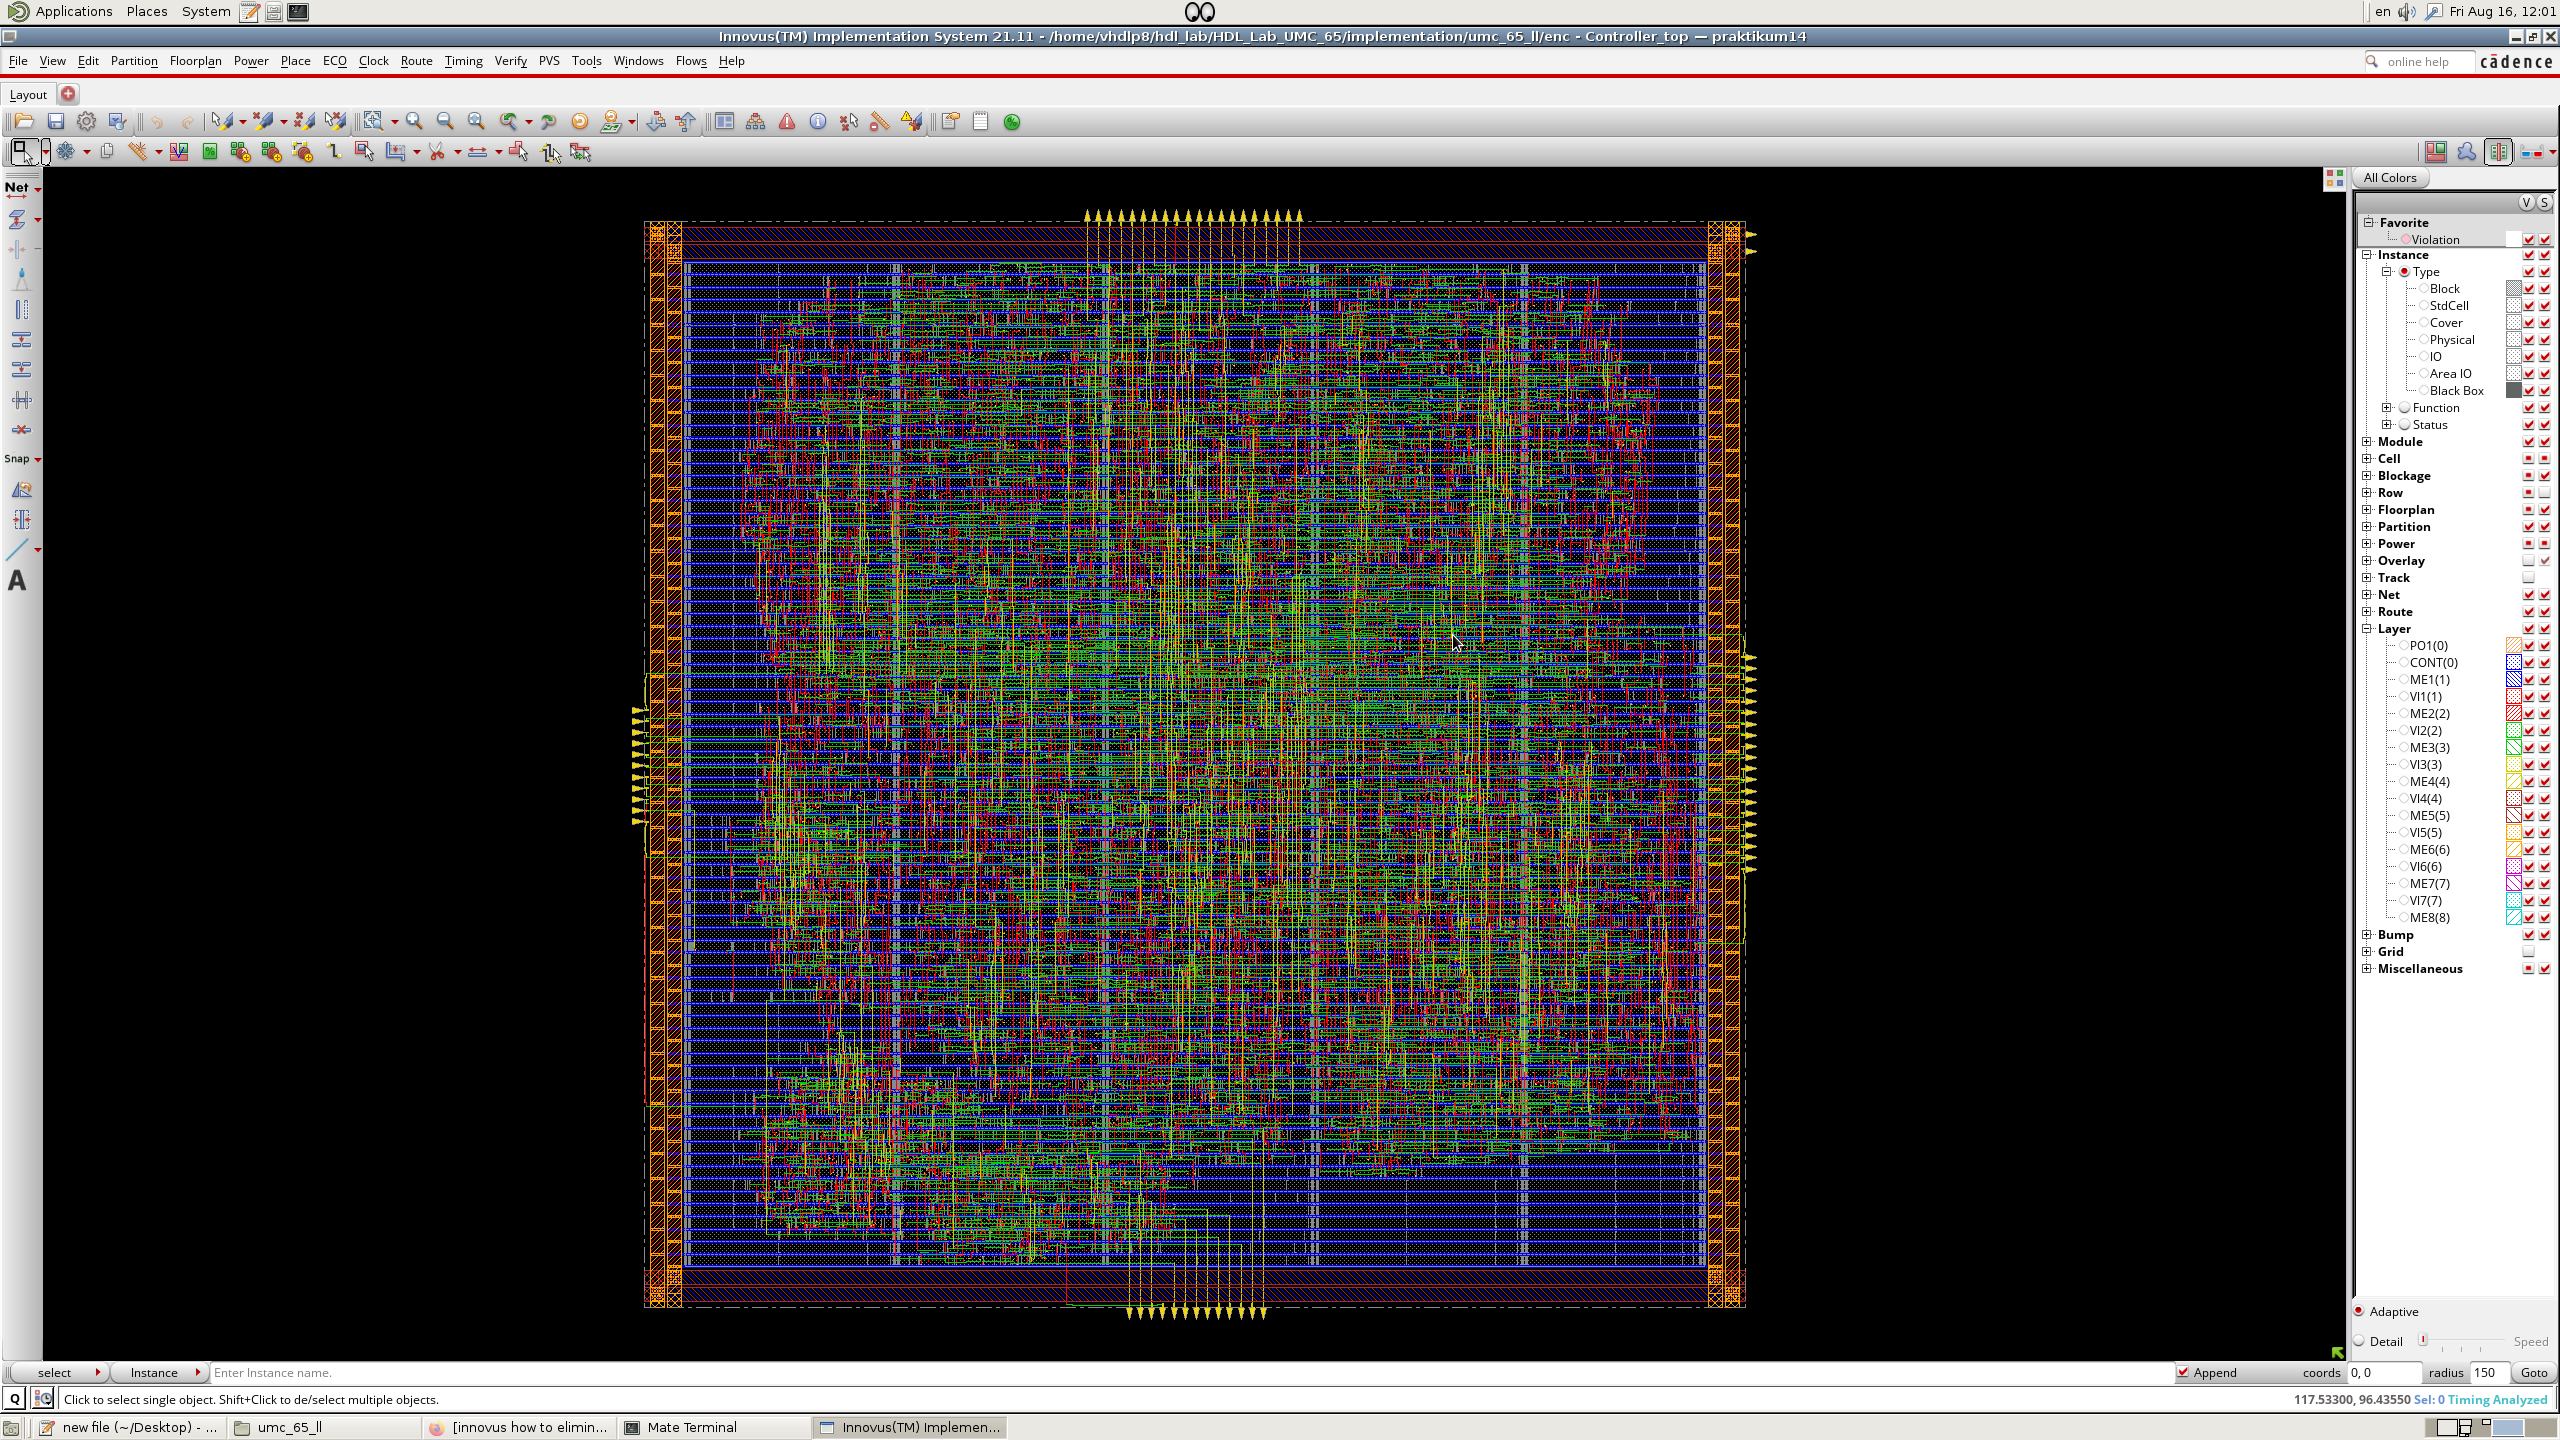 Applications Places System en Fri Aug 16, 12:01
Innovus(TM) Implementation System 21.11 - /home/vhdlp8/hdl_lab/HDL_Lab_UMC_65/implementation/umc_65_ll/enc - Controller_top — praktikum14
File View Edit Partition Floorplan Power Place ECO Clock Route Timing Verify PVS Tools Windows Flows Help online help cādence
Layout
All Colors
Net
V S
Favorite
Violation
Instance
Type
Block
StdCell
Cover
Physical
IO
Area IO
Black Box
Function
Status
Module
Snap
Cell
Blockage
Row
Floorplan
Partition
Power
Overlay
Track
A
Net
Route
Layer
PO1(0)
CONT(0)
ME1(1)
VI1(1)
ME2(2)
VI2(2)
ME3(3)
VI3(3)
ME4(4)
VI4(4)
ME5(5)
VI5(5)
ME6(6)
VI6(6)
ME7(7)
VI7(7)
ME8(8)
Bump
Grid
Miscellaneous
Adaptive
Detail Speed
select Instance Enter Instance name. Append coords 0, 0 radius 150 Goto
Q Click to select single object. Shift+Click to de/select multiple objects. 117.53300, 96.43550 Sel: 0 Timing Analyzed
new file (~/Desktop) - ... umc_65_ll [innovus how to elimin... Mate Terminal Innovus(TM) Implemen...